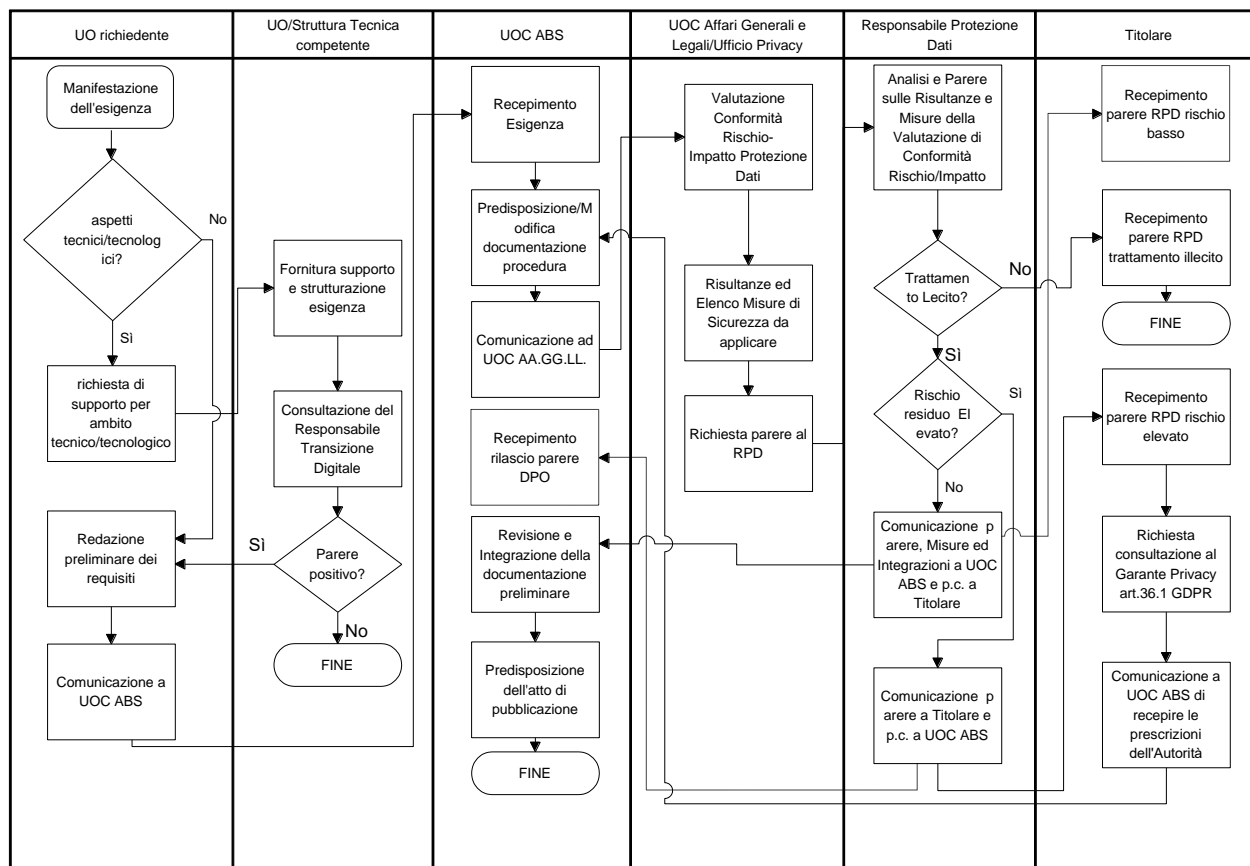 UO richiedente
UO/Struttura Tecnica
competente
UOC ABS
UOC Affari Generali e
Legali/Ufficio Privacy
Responsabile Protezione
Dati
Titolare
Manifestazione
dell'esigenza
aspetti
tecnici/tecnolog
ici?
No
Sì
richiesta di
supporto per
ambito
tecnico/tecnologico
Redazione
preliminare dei
requisiti
Comunicazione a
UOC ABS
Fornitura supporto
e strutturazione
esigenza
Consultazione del
Responsabile
Transizione
Digitale
Parere
positivo?
Sì
No
FINE
Recepimento
Esigenza
Predisposizione/M
odifica
documentazione
procedura
Comunicazione ad
UOC AA.GG.LL.
Recepimento
rilascio parere
DPO
Revisione e
Integrazione della
documentazione
preliminare
Predisposizione
dell'atto di
pubblicazione
FINE
Valutazione
Conformità
Rischio-
Impatto Protezione
Dati
Risultanze ed
Elenco Misure di
Sicurezza da
applicare
Richiesta parere al
RPD
Analisi e Parere
sulle Risultanze e
Misure della
Valutazione di
Conformità
Rischio/Impatto
Trattamen
to Lecito?
No
Sì
Rischio
residuo El
evato?
Sì
No
Comunicazione p
arere, Misure ed
Integrazioni a UOC
ABS e p.c. a
Titolare
Comunicazione p
arere a Titolare e
p.c. a UOC ABS
Recepimento
parere RPD rischio
basso
Recepimento
parere RPD
trattamento illecito
FINE
Recepimento
parere RPD rischio
elevato
Richiesta
consultazione al
Garante Privacy
art.36.1 GDPR
Comunicazione a
UOC ABS di
recepire le
prescrizioni
dell'Autorità